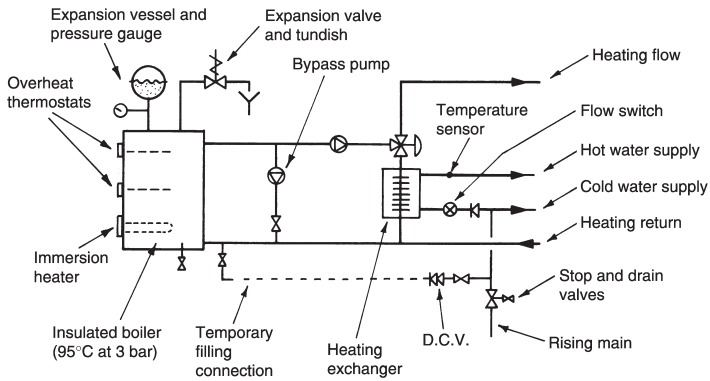 Expansion vessel and
pressure gauge
Expansion valve
and tundish
Bypass pump
Heating flow
Overheat
thermostats
Temperature
sensor
Flow switch
Hot water supply
Cold water supply
Heating return
Immersion
heater
Stop and drain
valves
Insulated boiler
(95°C at 3 bar)
Temporary
filling
connection
Heating
exchanger
D.C.V.
Rising main